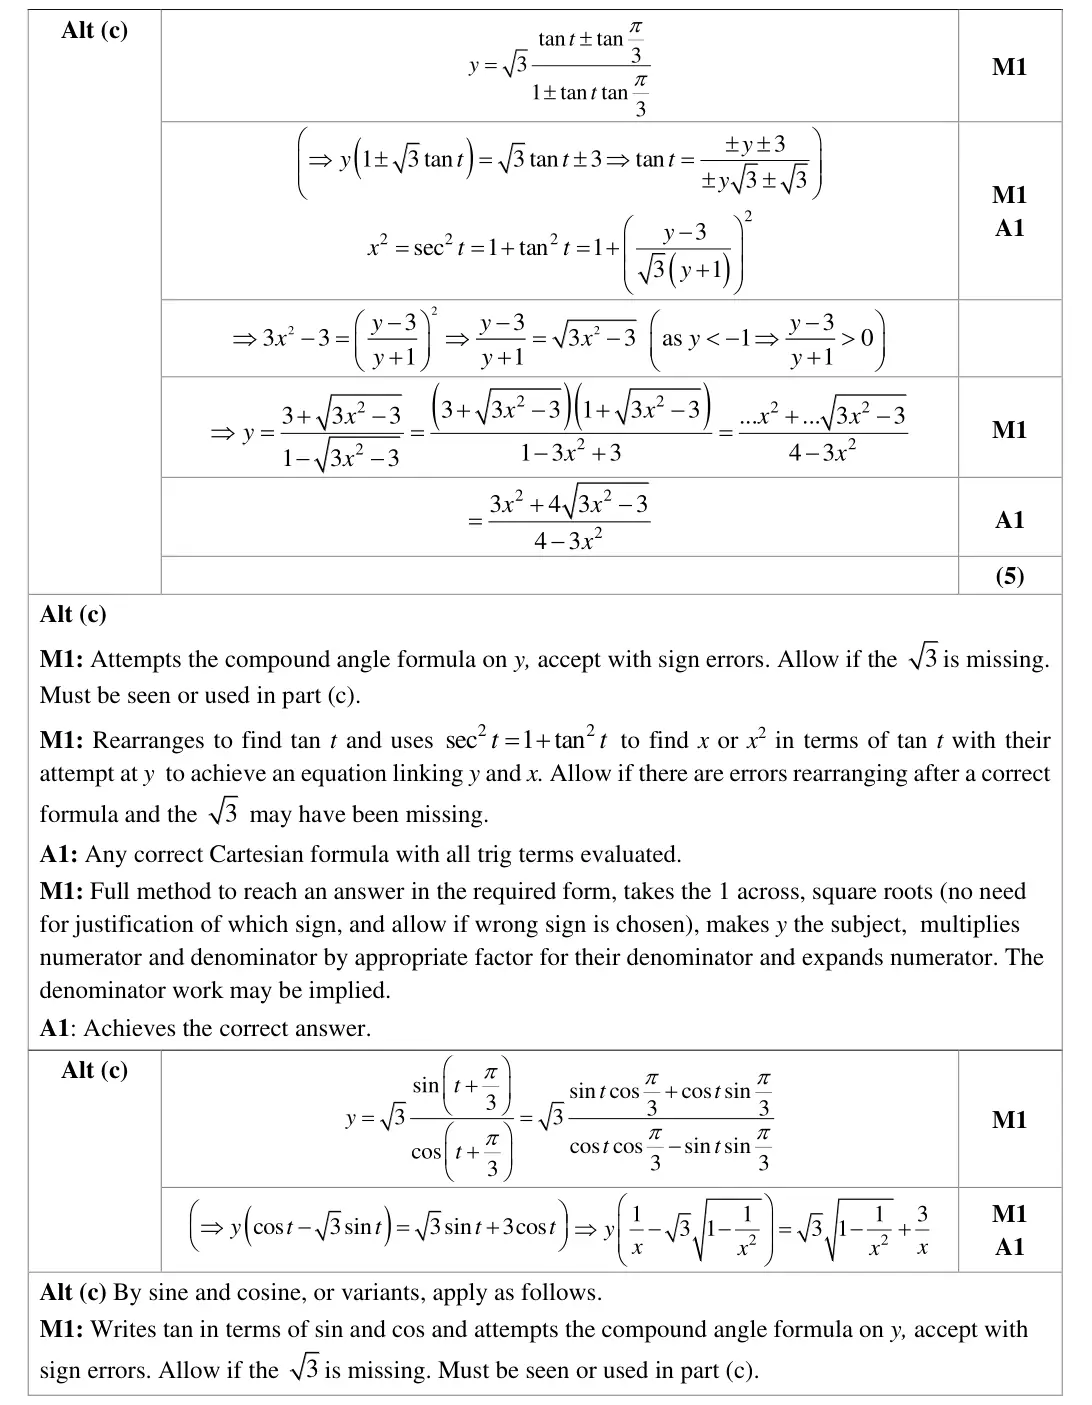 Alt (c)
y = √3 (tan t ± tan π/3)/(1 ± tan t tan π/3)
M1
(⇒ y(1 ± √3 tan t) = √3 tan t ± 3 ⇒ tan t = (±y ± 3)/(±y√3 ± √3))
x² = sec² t = 1 + tan² t = 1 + ((y − 3)/(√3(y + 1)))²
M1
A1
⇒ 3x² − 3 = ((y − 3)/(y + 1))² ⇒ (y − 3)/(y + 1) = √(3x² − 3) (as y < −1 ⇒ (y − 3)/(y + 1) > 0)
⇒ y = (3 + √(3x² − 3))/(1 − √(3x² − 3)) = (3 + √(3x² − 3))(1 + √(3x² − 3))/(1 − 3x² + 3) = (...x² + ...√(3x² − 3))/(4 − 3x²)
M1
= (3x² + 4√(3x² − 3))/(4 − 3x²)
A1
(5)
Alt (c)
M1: Attempts the compound angle formula on y, accept with sign errors. Allow if the √3 is missing.
Must be seen or used in part (c).
M1: Rearranges to find tan t and uses sec² t = 1 + tan² t to find x or x² in terms of tan t with their
attempt at y to achieve an equation linking y and x. Allow if there are errors rearranging after a correct
formula and the √3 may have been missing.
A1: Any correct Cartesian formula with all trig terms evaluated.
M1: Full method to reach an answer in the required form, takes the 1 across, square roots (no need
for justification of which sign, and allow if wrong sign is chosen), makes y the subject, multiplies
numerator and denominator by appropriate factor for their denominator and expands numerator. The
denominator work may be implied.
A1: Achieves the correct answer.
Alt (c)
y = √3 sin(t + π/3)/cos(t + π/3) = √3 (sin t cos π/3 + cos t sin π/3)/(cos t cos π/3 − sin t sin π/3)
M1
(⇒ y(cos t − √3 sin t) = √3 sin t + 3cos t) ⇒ y(1/x − √3 √(1 − 1/x²)) = √3 √(1 − 1/x²) + 3/x
M1
A1
Alt (c) By sine and cosine, or variants, apply as follows.
M1: Writes tan in terms of sin and cos and attempts the compound angle formula on y, accept with
sign errors. Allow if the √3 is missing. Must be seen or used in part (c).